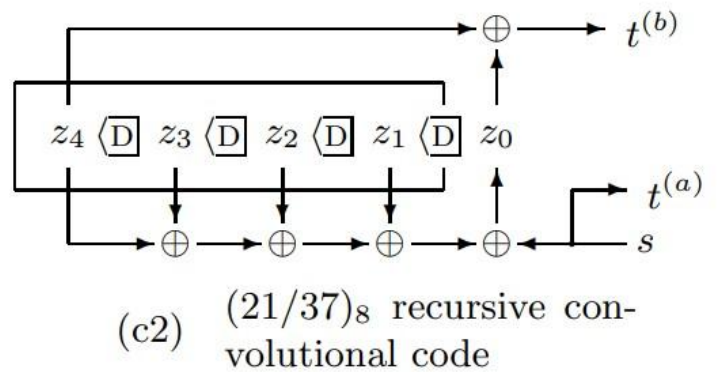 t(b)
z4 ⟨D z3 ⟨D z2 ⟨D z1 ⟨D z0
t(a)
⊕ ⊕ ⊕ ⊕ s
(c2) (21/37)8 recursive con-
volutional code